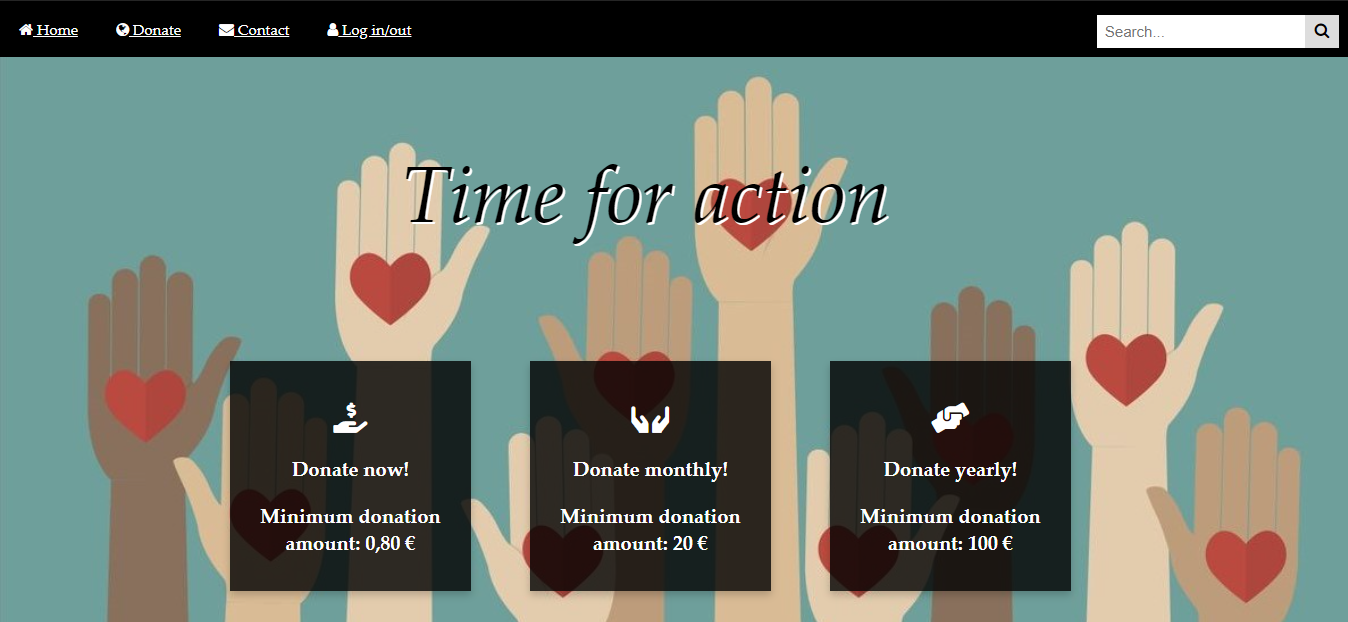 Home Donate Contact Log in/out Search...
Time for action
Donate now!
Minimum donation
amount: 0,80 €
Donate monthly!
Minimum donation
amount: 20 €
Donate yearly!
Minimum donation
amount: 100 €